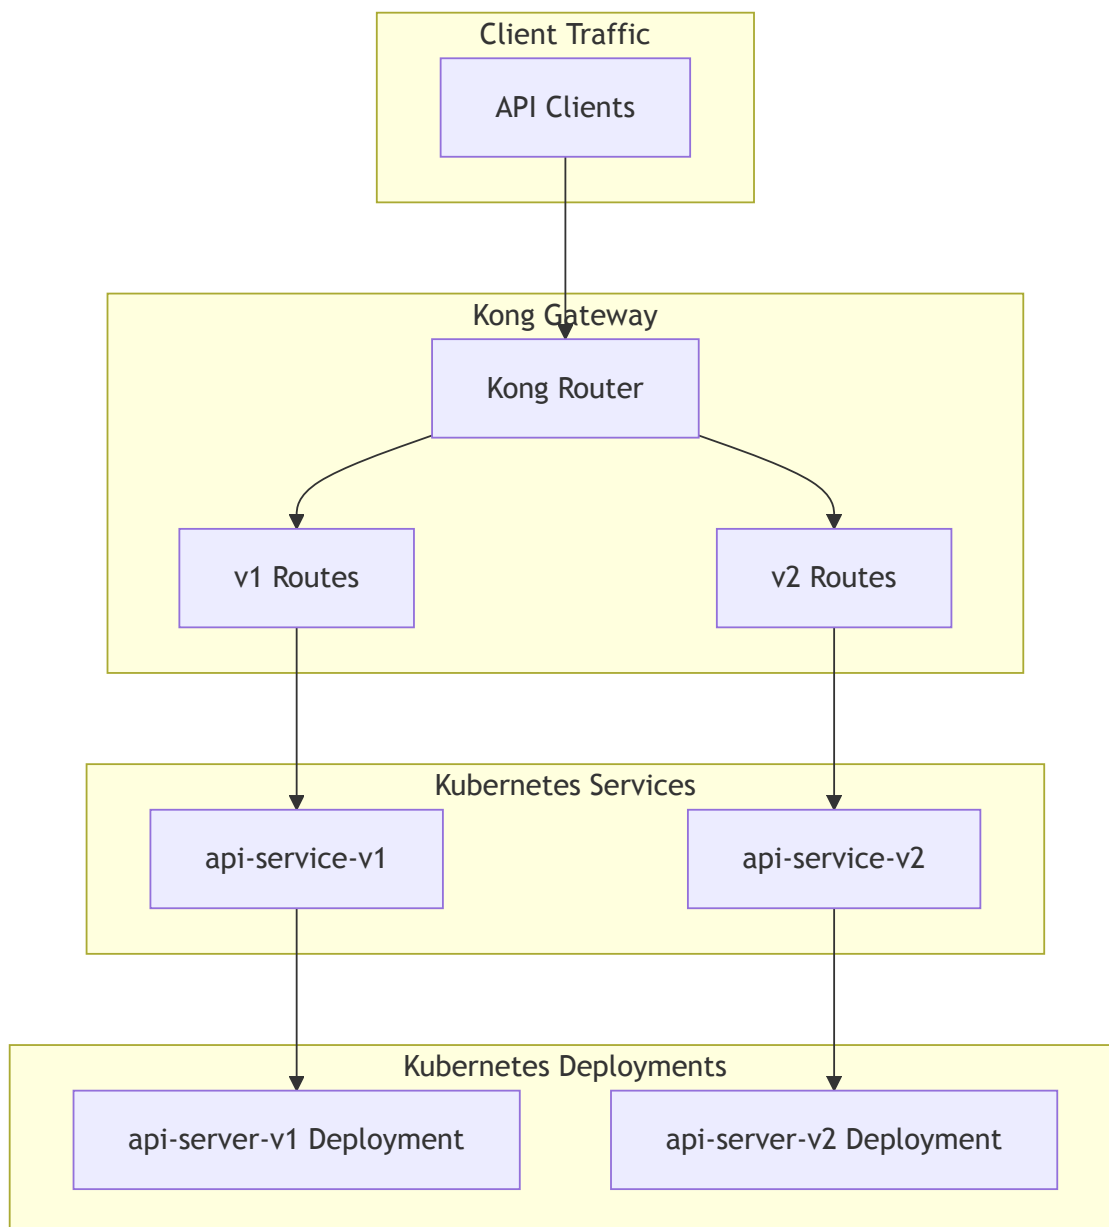 Client Traffic
API Clients
Kong Gateway
Kong Router
v1 Routes
v2 Routes
Kubernetes Services
api-service-v1
api-service-v2
Kubernetes Deployments
api-server-v1 Deployment
api-server-v2 Deployment